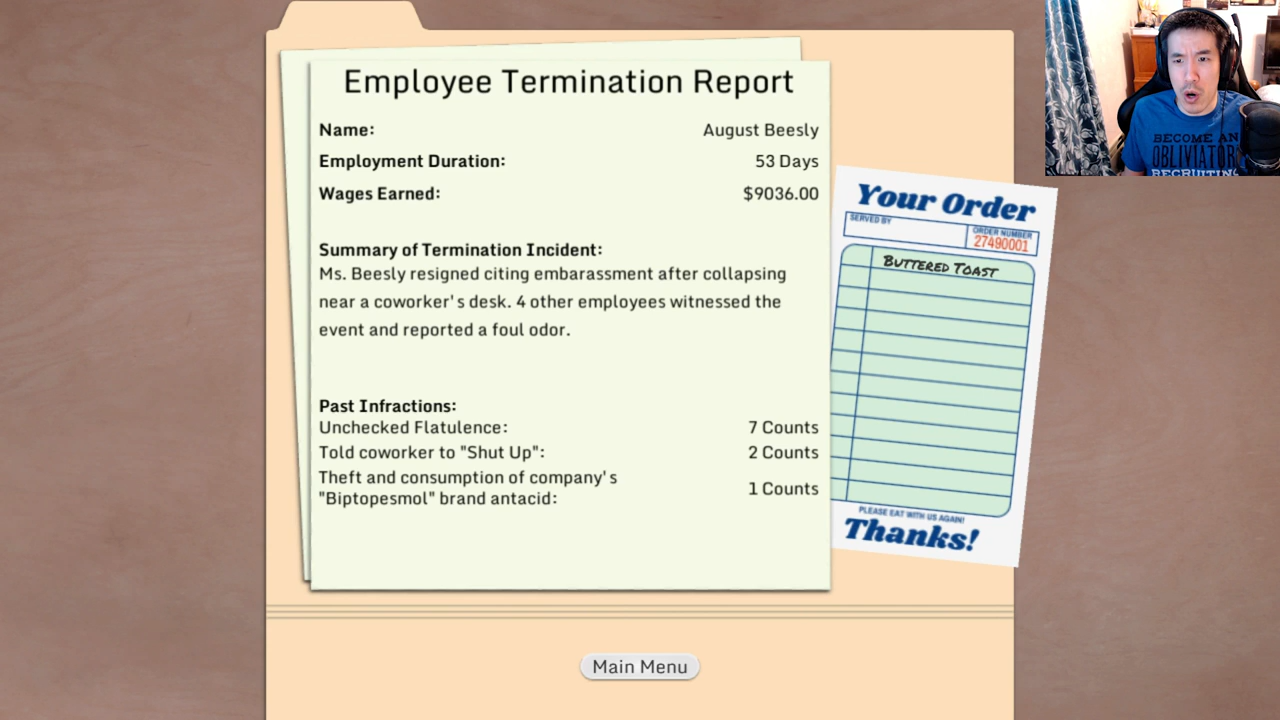 Employee Termination Report
Name: August Beesly
Employment Duration: 53 Days
Wages Earned: $9036.00
Summary of Termination Incident:
Ms. Beesly resigned citing embarassment after collapsing
near a coworker's desk. 4 other employees witnessed the
event and reported a foul odor.
Past Infractions:
Unchecked Flatulence: 7 Counts
Told coworker to "Shut Up": 2 Counts
Theft and consumption of company's
"Biptopesmol" brand antacid: 1 Counts
Your Order
SERVED BY
ORDER NUMBER
27490001
BUTTERED TOAST
PLEASE EAT WITH US AGAIN!
Thanks!
Main Menu
BECOME AN
OBLIVIATOR
RECRUITING